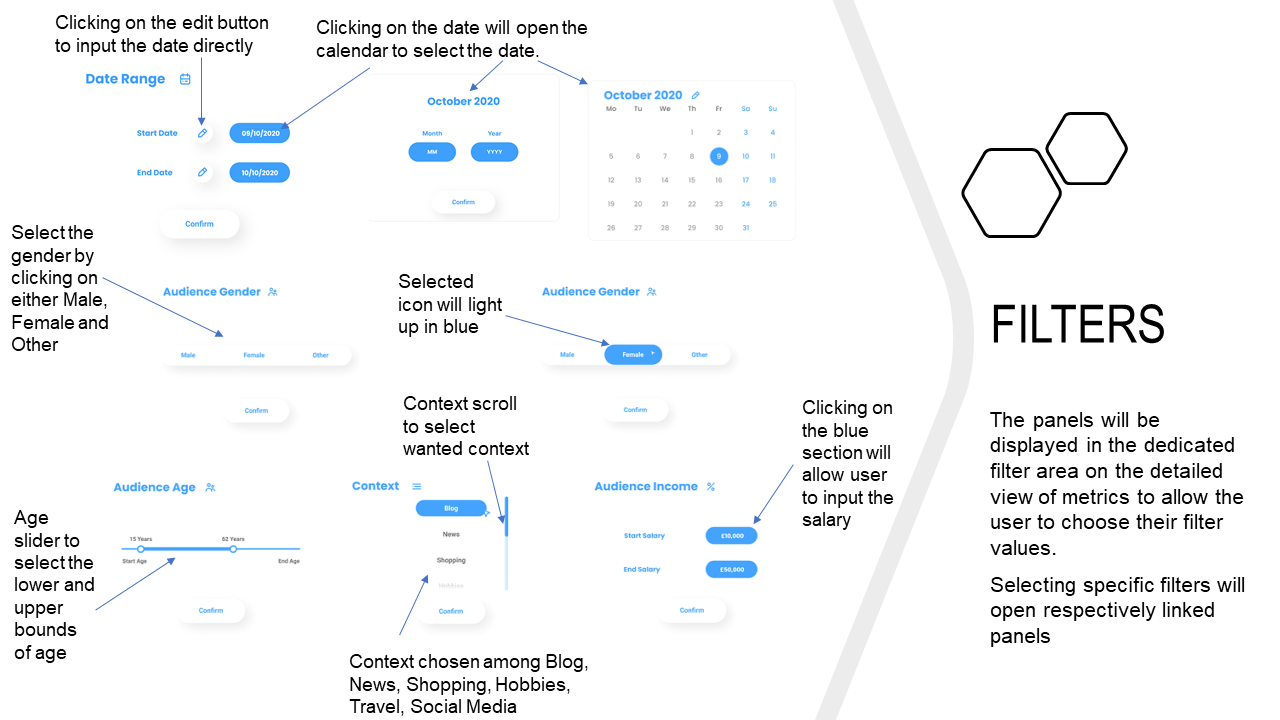 Clicking on the edit button
to input the date directly
Clicking on the date will open the
calendar to select the date.
Date Range
Start Date
09/10/2020
End Date
10/10/2020
Confirm
October 2020
Month
Year
MM
YYYY
Confirm
October 2020
Mo Tu We Th Fr Sa Su
1 2 3 4
5 6 7 8 9 10 11
12 13 14 15 16 17 18
19 20 21 22 23 24 25
26 27 28 29 30 31
Select the
gender by
clicking on
either Male,
Female and
Other
Audience Gender
Male Female Other
Confirm
Selected
icon will light
up in blue
Audience Gender
Male Female Other
Confirm
Age
slider to
select the
lower and
upper
bounds
of age
Audience Age
15 Years
62 Years
Start Age
End Age
Confirm
Context scroll
to select
wanted context
Context
Blog
News
Shopping
Hobbies
Confirm
Context chosen among Blog,
News, Shopping, Hobbies,
Travel, Social Media
Clicking on
the blue
section will
allow user
to input the
salary
Audience Income
Start Salary
£10,000
End Salary
£50,000
Confirm
FILTERS
The panels will be
displayed in the dedicated
filter area on the detailed
view of metrics to allow the
user to choose their filter
values.
Selecting specific filters will
open respectively linked
panels